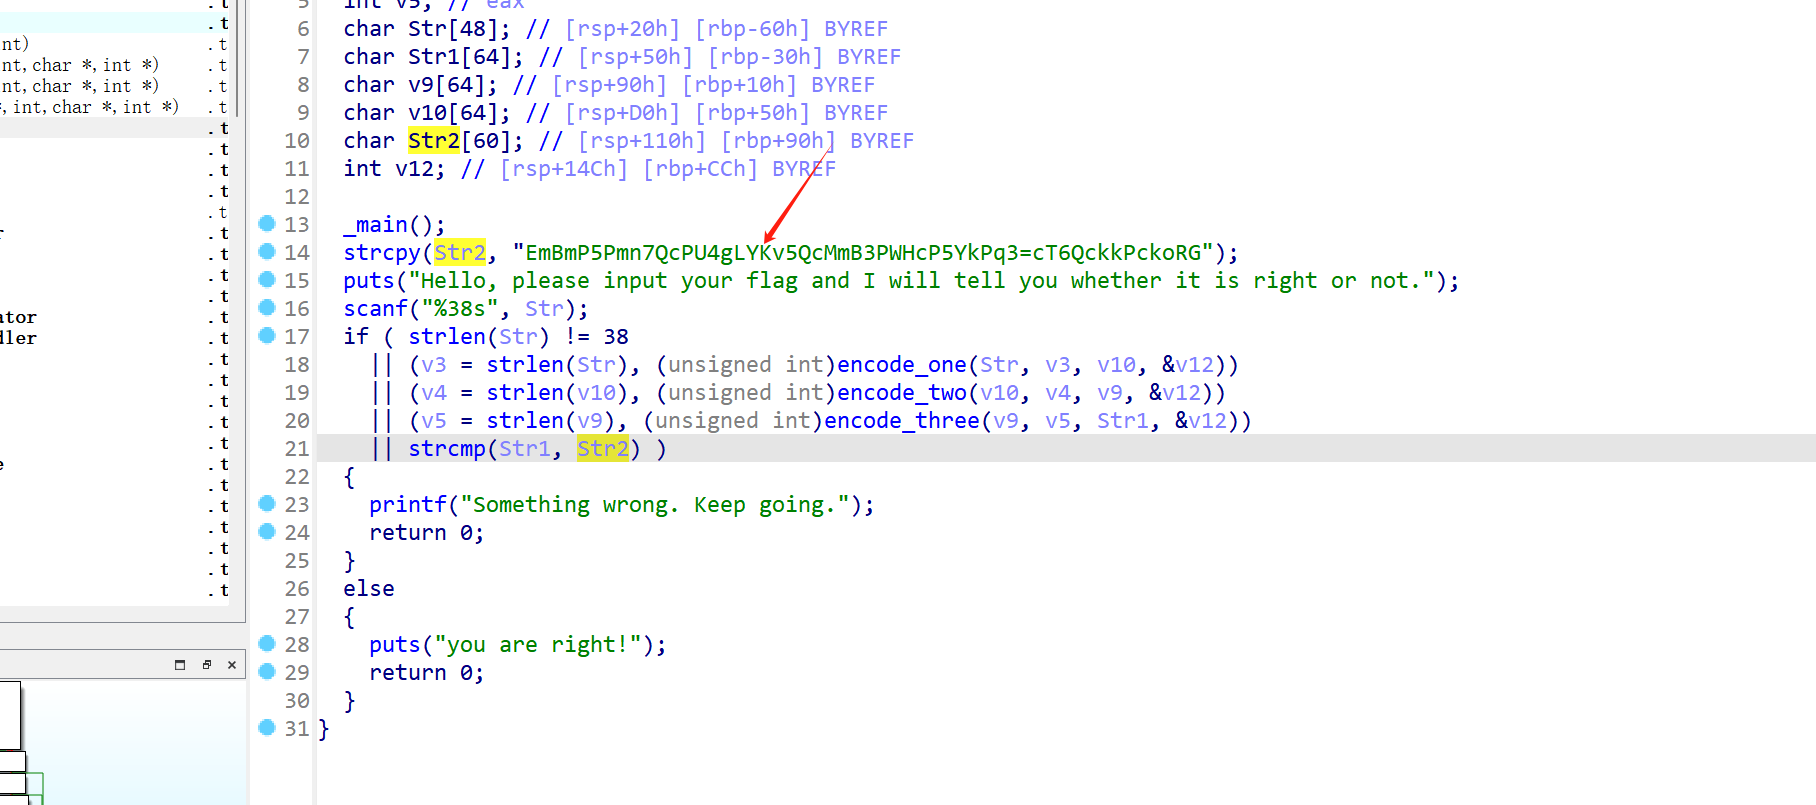 nt)
nt,char *,int *)
nt,char *,int *)
,int,char *,int *)
ator
dler
e
.t
5 int v5; // eax
6 char Str[48]; // [rsp+20h] [rbp-60h] BYREF
7 char Str1[64]; // [rsp+50h] [rbp-30h] BYREF
8 char v9[64]; // [rsp+90h] [rbp+10h] BYREF
9 char v10[64]; // [rsp+D0h] [rbp+50h] BYREF
10 char Str2[60]; // [rsp+110h] [rbp+90h] BYREF
11 int v12; // [rsp+14Ch] [rbp+CCh] BYREF
12
13 _main();
14 strcpy(Str2, "EmBmP5Pmn7QcPU4gLYKv5QcMmB3PWHcP5YkPq3=cT6QckkPckoRG");
15 puts("Hello, please input your flag and I will tell you whether it is right or not.");
16 scanf("%38s", Str);
17 if ( strlen(Str) != 38
18 || (v3 = strlen(Str), (unsigned int)encode_one(Str, v3, v10, &v12))
19 || (v4 = strlen(v10), (unsigned int)encode_two(v10, v4, v9, &v12))
20 || (v5 = strlen(v9), (unsigned int)encode_three(v9, v5, Str1, &v12))
21 || strcmp(Str1, Str2) )
22 {
23 printf("Something wrong. Keep going.");
24 return 0;
25 }
26 else
27 {
28 puts("you are right!");
29 return 0;
30 }
31 }